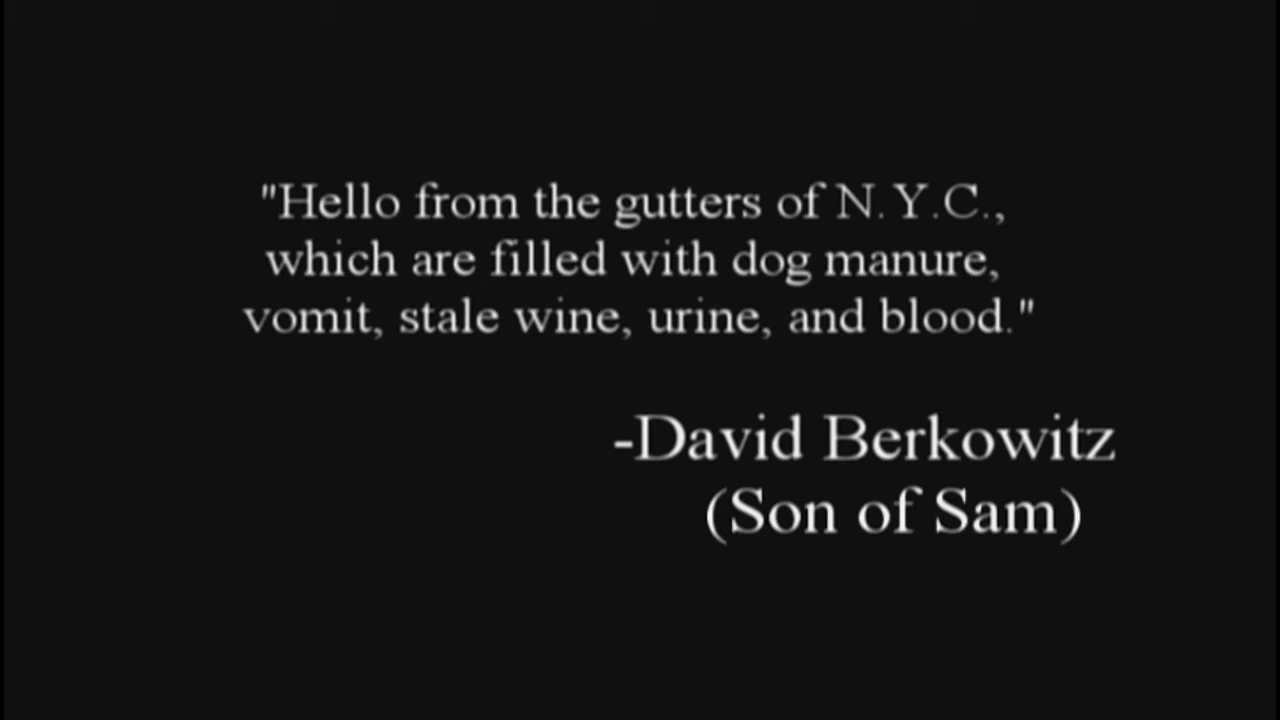 "Hello from the gutters of N.Y.C.,
which are filled with dog manure,
vomit, stale wine, urine, and blood."
-David Berkowitz
(Son of Sam)